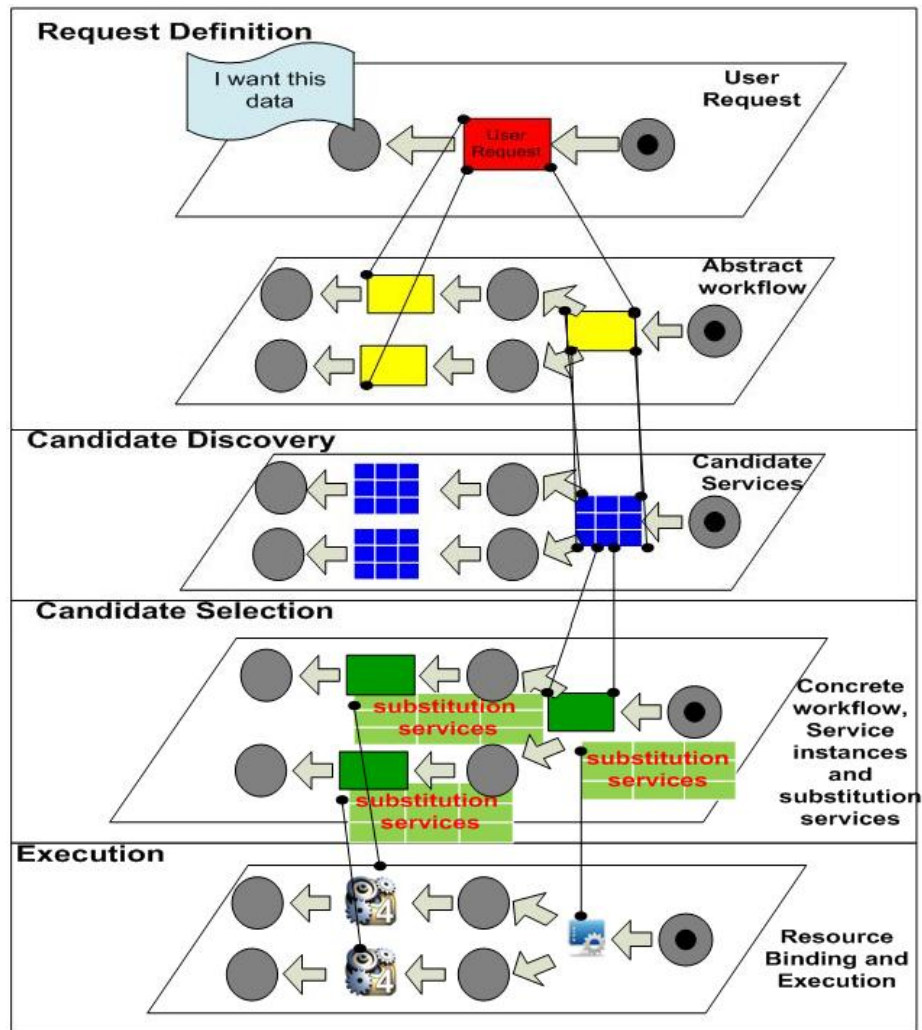 Request Definition
I want this
data
User
Request
User
Request
Abstract
workflow
Candidate Discovery
Candidate
Services
Candidate Selection
substitution
services
substitution
services
substitution
services
Concrete
workflow,
Service
instances
and
substitution
services
Execution
4
4
Resource
Binding and
Execution